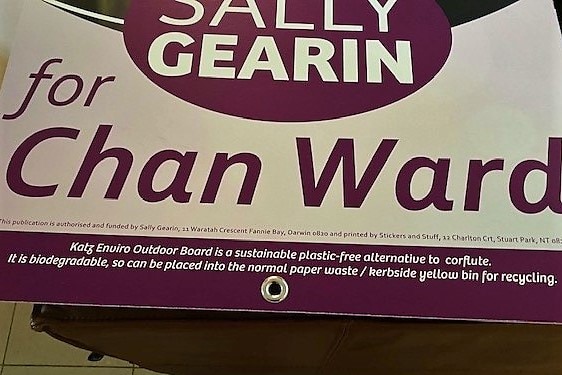 SALLY
GEARIN
for
Chan Ward
This publication is authorised and funded by Sally Gearin, 11 Waratah Crescent Fannie Bay, Darwin 0820 and printed by Stickers and Stuff, 12 Charlton Crt, Stuart Park, NT
Katz Enviro Outdoor Board is a sustainable plastic-free alternative to corflute.
It is biodegradable, so can be placed into the normal paper waste / kerbside yellow bin for recycling.